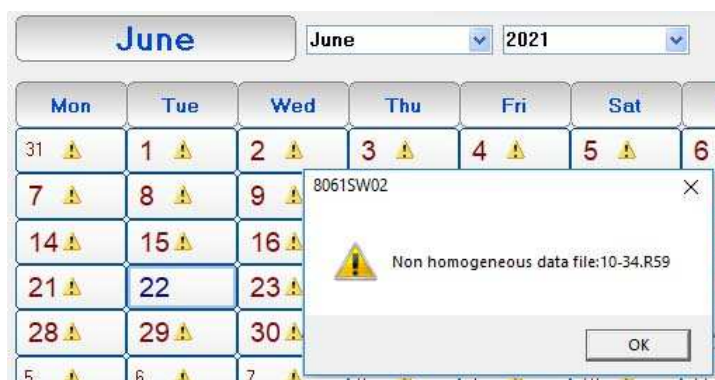 June June 2021
Mon Tue Wed Thu Fri Sat
31 1 2 3 4 5 6
7 8 9
8061SW02
Non homogeneous data file:10-34.R59
14 15 16
21 22 23
28 29 30
OK
5 6 7